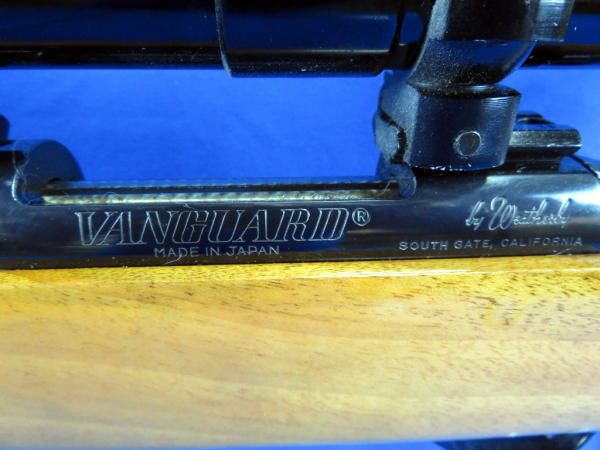 VANGUARD®
MADE IN JAPAN
by Weatherby
SOUTH GATE, CALIFORNIA